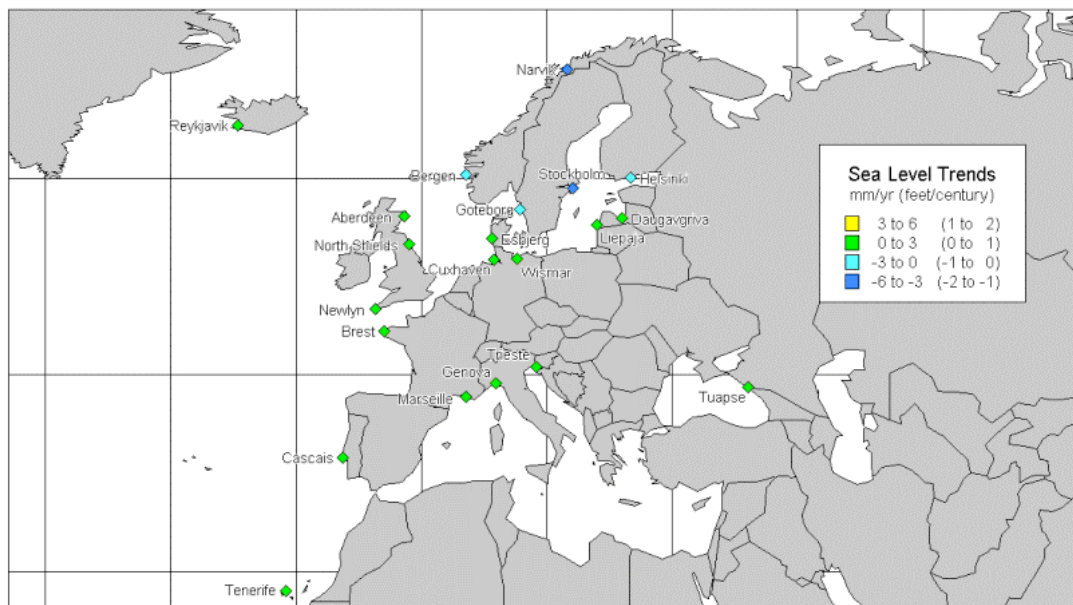 Narvik
Reykjavik
Bergen
Stockholm
Helsinki
Goteborg
Aberdeen
Daugavgriva
Liepaja
North Shields
Esbjerg
Cuxhaven
Wismar
Newlyn
Brest
Trieste
Genova
Marseille
Tuapse
Cascais
Tenerife
Sea Level Trends
mm/yr (feet/century)
3 to 6 (1 to 2)
0 to 3 (0 to 1)
-3 to 0 (-1 to 0)
-6 to -3 (-2 to -1)